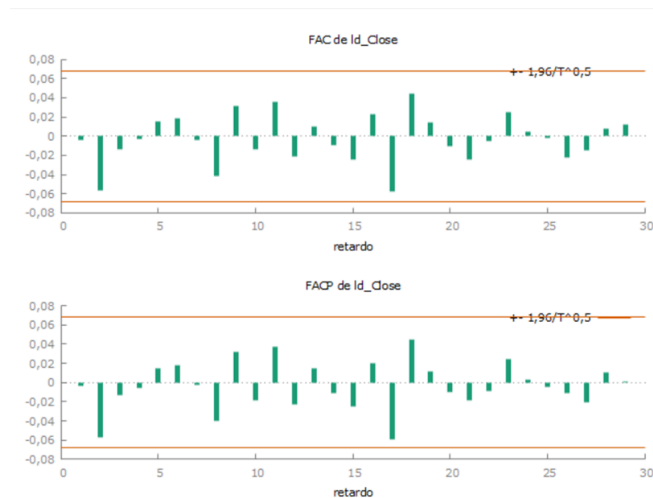 FAC de ld_Close
0,08
+- 1,96/T^0,5
0,06
0,04
0,02
0
-0,02
-0,04
-0,06
-0,08
0 5 10 15 20 25 30
retardo
FACP de ld_Close
0,08
+- 1,96/T^0,5
0,06
0,04
0,02
0
-0,02
-0,04
-0,06
-0,08
0 5 10 15 20 25 30
retardo